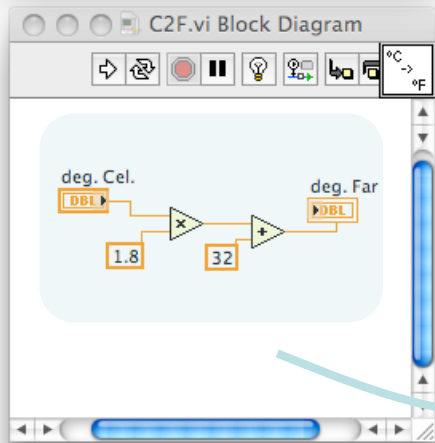 C2F.vi Block Diagram
°C
->
°F
deg. Cel.
deg. Far
DBL
DBL
x
+
1.8
32